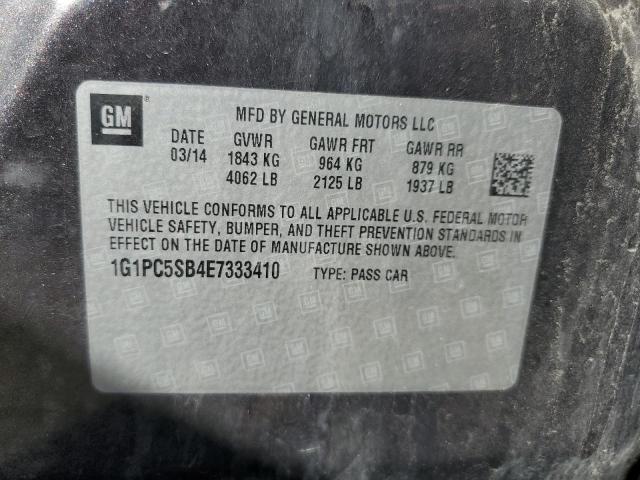 GM ®
MFD BY GENERAL MOTORS LLC
DATE GVWR GAWR FRT GAWR RR
03/14 1843 KG 964 KG 879 KG
4062 LB 2125 LB 1937 LB
THIS VEHICLE CONFORMS TO ALL APPLICABLE U.S. FEDERAL MOTOR
VEHICLE SAFETY, BUMPER, AND THEFT PREVENTION STANDARDS IN
EFFECT ON THE DATE OF MANUFACTURE SHOWN ABOVE.
1G1PC5SB4E7333410 TYPE: PASS CAR